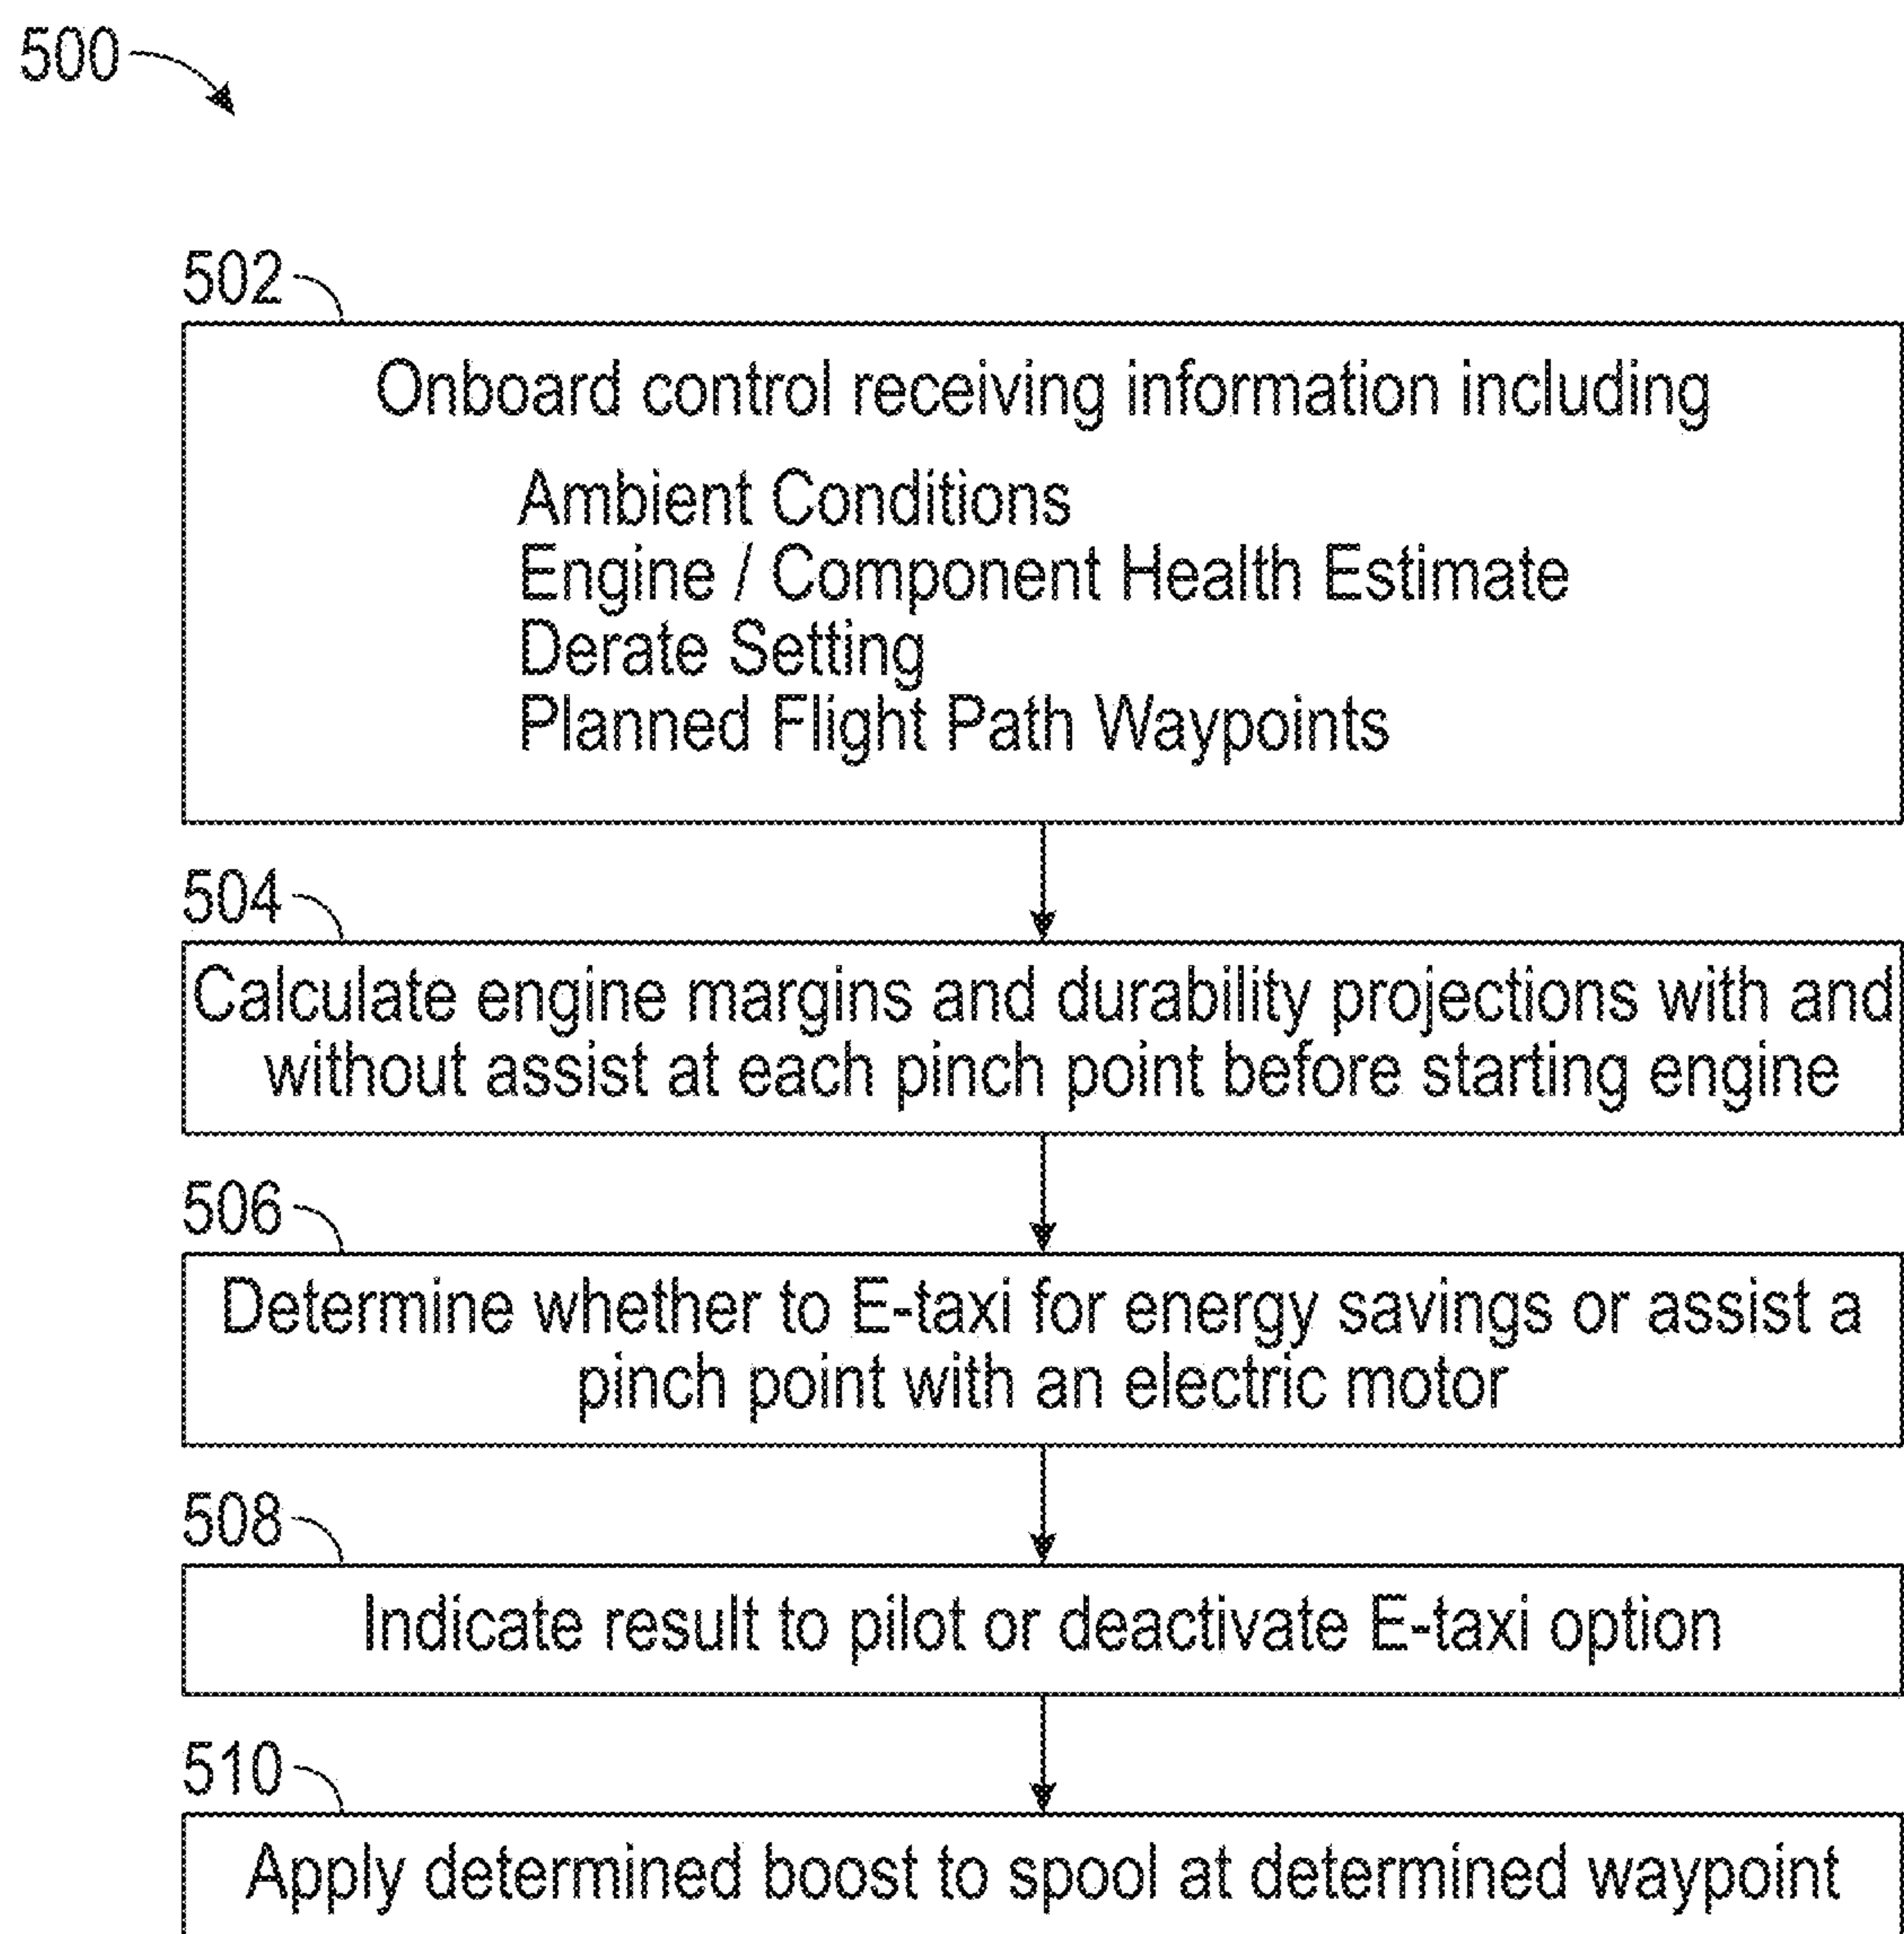 500
502
Onboard control receiving information including
Ambient Conditions
Engine / Component Health Estimate
Derate Setting
Planned Flight Path Waypoints
504
Calculate engine margins and durability projections with and
without assist at each pinch point before starting engine
506
Determine whether to E-taxi for energy savings or assist a
pinch point with an electric motor
508
Indicate result to pilot or deactivate E-taxi option
510
Apply determined boost to spool at determined waypoint